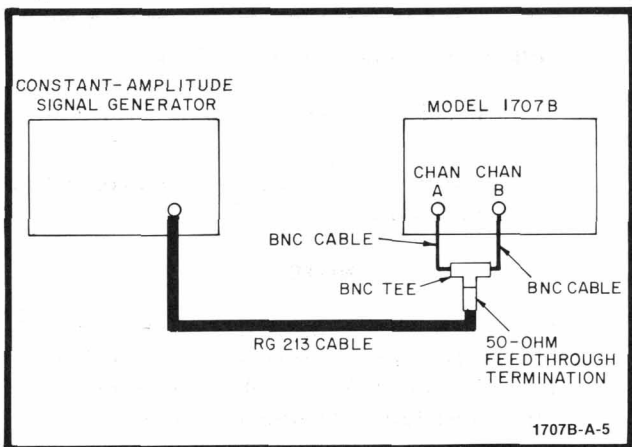 CONSTANT-AMPLITUDE
SIGNAL GENERATOR
MODEL 1707B
CHAN
A
CHAN
B
BNC CABLE
BNC TEE
BNC CABLE
RG 213 CABLE
50-OHM
FEEDTHROUGH
TERMINATION
1707B-A-5